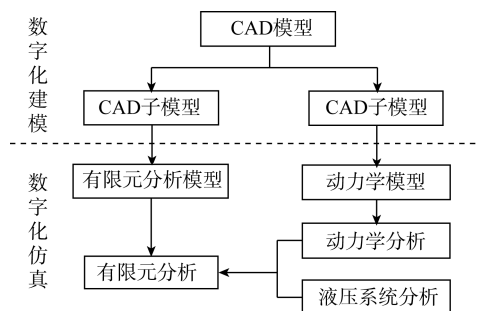 数字化建模
CAD模型
CAD子模型
CAD子模型
数字化仿真
有限元分析模型
动力学模型
动力学分析
有限元分析
液压系统分析